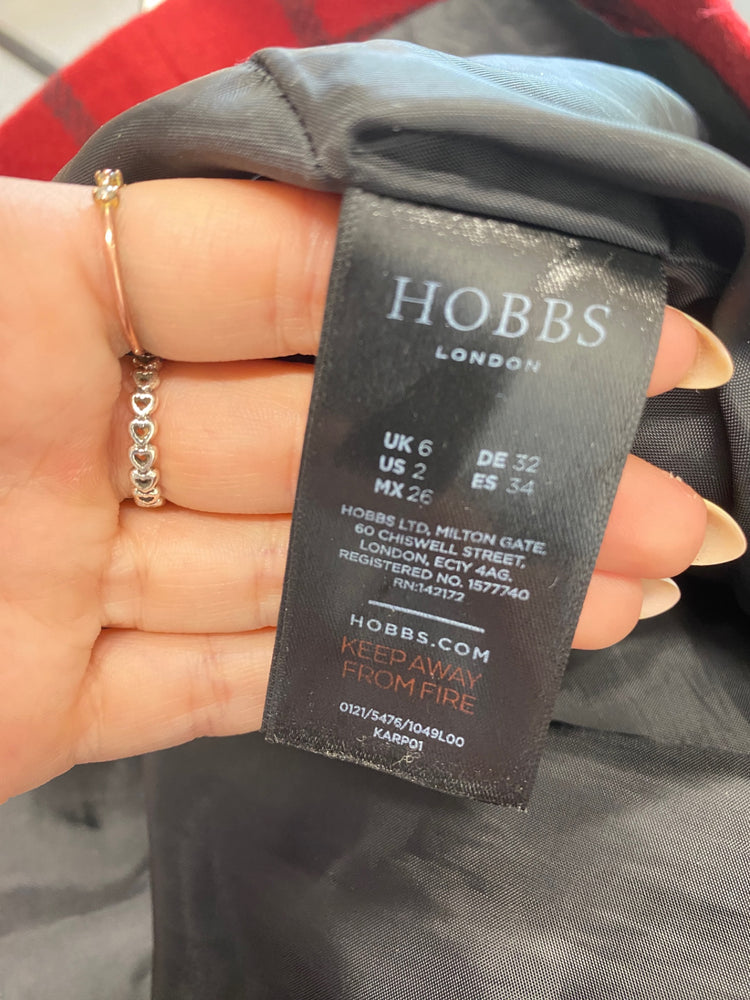 HOBBS
LONDON
UK 6 DE 32
US 2 ES 34
MX 26
HOBBS LTD, MILTON GATE,
60 CHISWELL STREET,
LONDON, EC1Y 4AG.
REGISTERED NO. 1577740
RN:142172
HOBBS.COM
KEEP AWAY
FROM FIRE
0121/5476/1049L00
KARP01